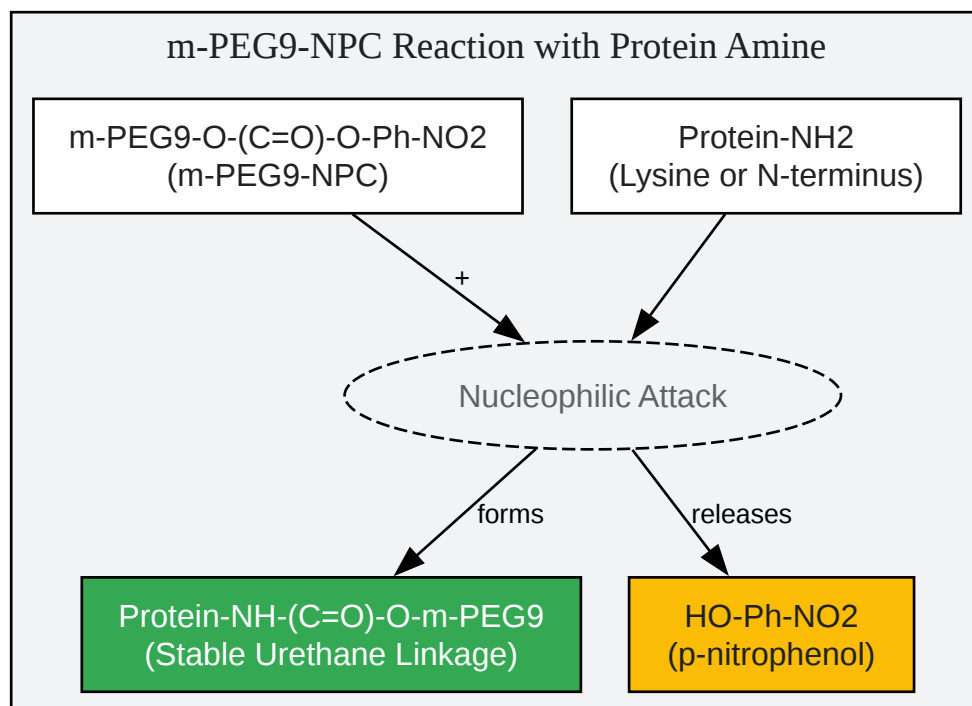 m-PEG9-NPC Reaction with Protein Amine
m-PEG9-O-(C=O)-O-Ph-NO2
(m-PEG9-NPC)
Protein-NH2
(Lysine or N-terminus)
+
Nucleophilic Attack
forms
releases
Protein-NH-(C=O)-O-m-PEG9
(Stable Urethane Linkage)
HO-Ph-NO2
(p-nitrophenol)